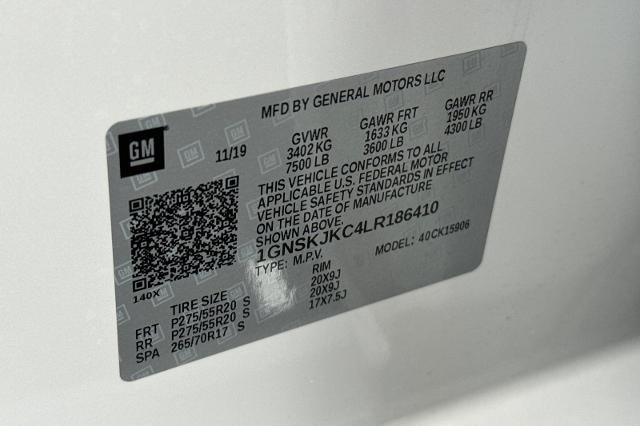 MFD BY GENERAL MOTORS LLC
GM
11/19
GVWR GAWR FRT GAWR RR
3402 KG 1633 KG 1950 KG
7500 LB 3600 LB 4300 LB
THIS VEHICLE CONFORMS TO ALL
APPLICABLE U.S. FEDERAL MOTOR
VEHICLE SAFETY STANDARDS IN EFFECT
ON THE DATE OF MANUFACTURE
SHOWN ABOVE.
1GNSKJKC4LR186410
TYPE: M.P.V. MODEL: 40CK15906
140X
TIRE SIZE RIM
FRT P275/55R20 S 20X9J
RR P275/55R20 S 20X9J
SPA 265/70R17 S 17X7.5J